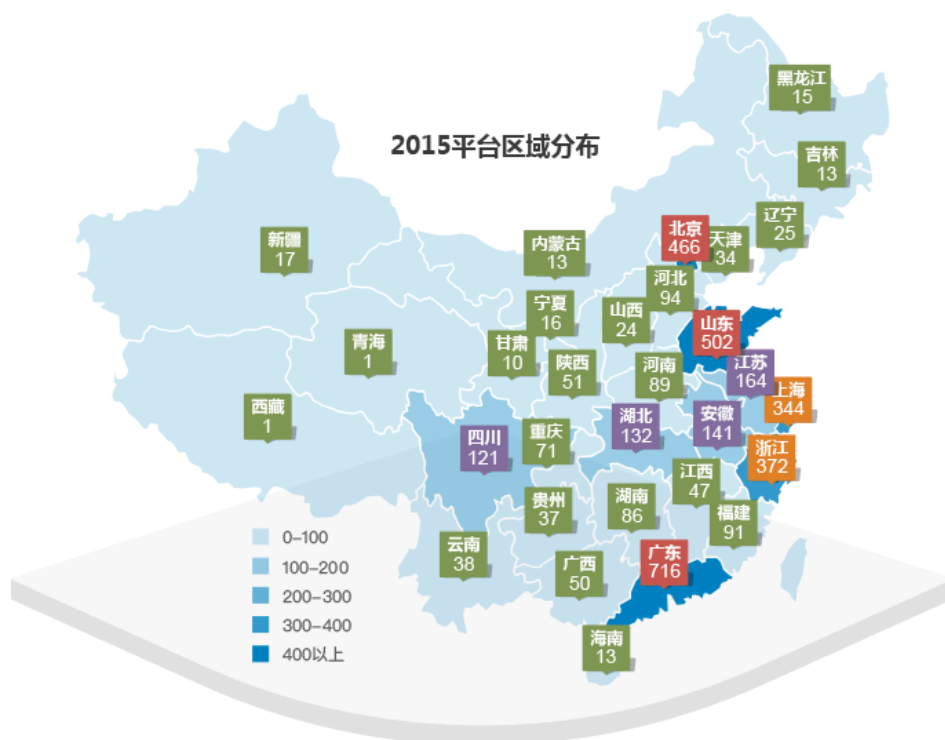 2015平台区域分布
黑龙江
15
吉林
13
辽宁
25
北京
466
天津
34
新疆
17
内蒙古
13
河北
94
宁夏
16
山西
24
山东
502
青海
1
甘肃
10
陕西
51
河南
89
江苏
164
西藏
1
上海
344
四川
121
重庆
71
湖北
132
安徽
141
浙江
372
江西
47
贵州
37
湖南
86
福建
91
云南
38
广西
50
广东
716
海南
13
0-100
100-200
200-300
300-400
400以上